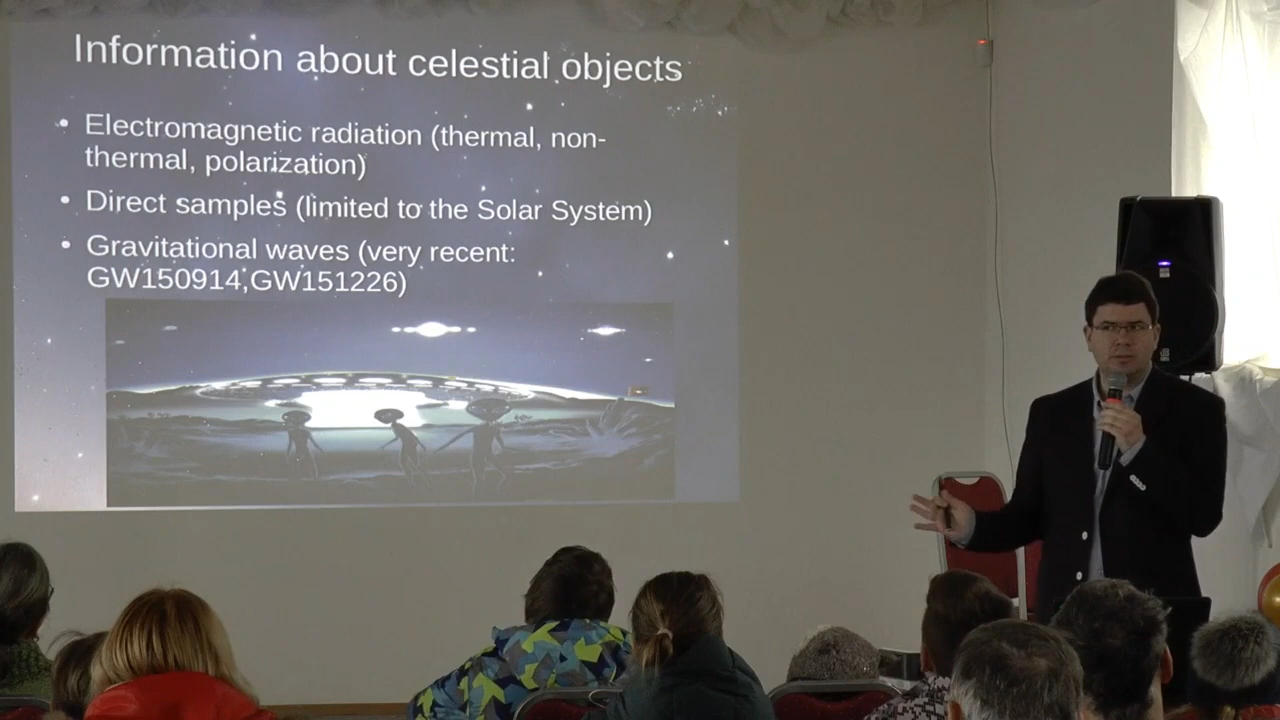 Information about celestial objects
• Electromagnetic radiation (thermal, non-
thermal, polarization)
• Direct samples (limited to the Solar System)
• Gravitational waves (very recent:
GW150914,GW151226)